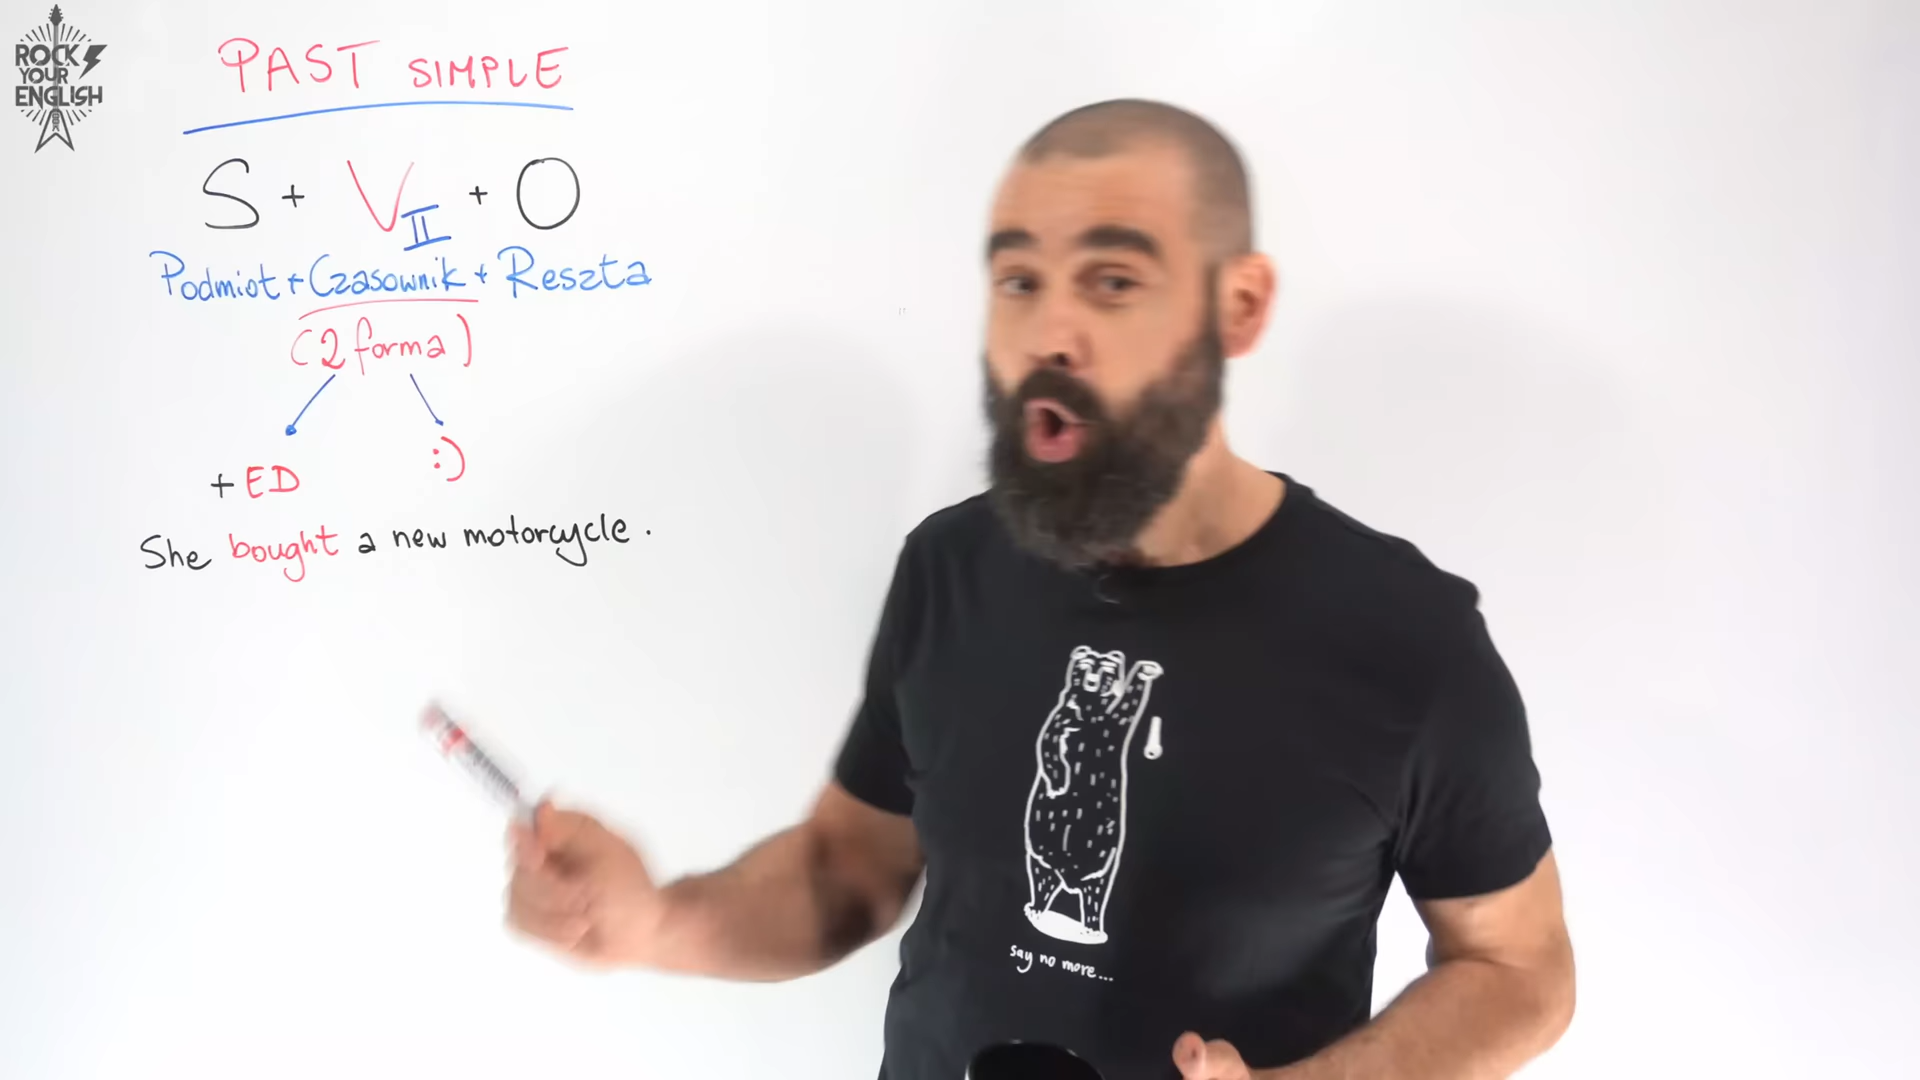 ROCK
YOUR
ENGLISH
PAST SIMPLE
S + V II + O
Podmiot + Czasownik + Reszta
(2 forma)
+ ED :)
She bought a new motorcycle.
say no more...